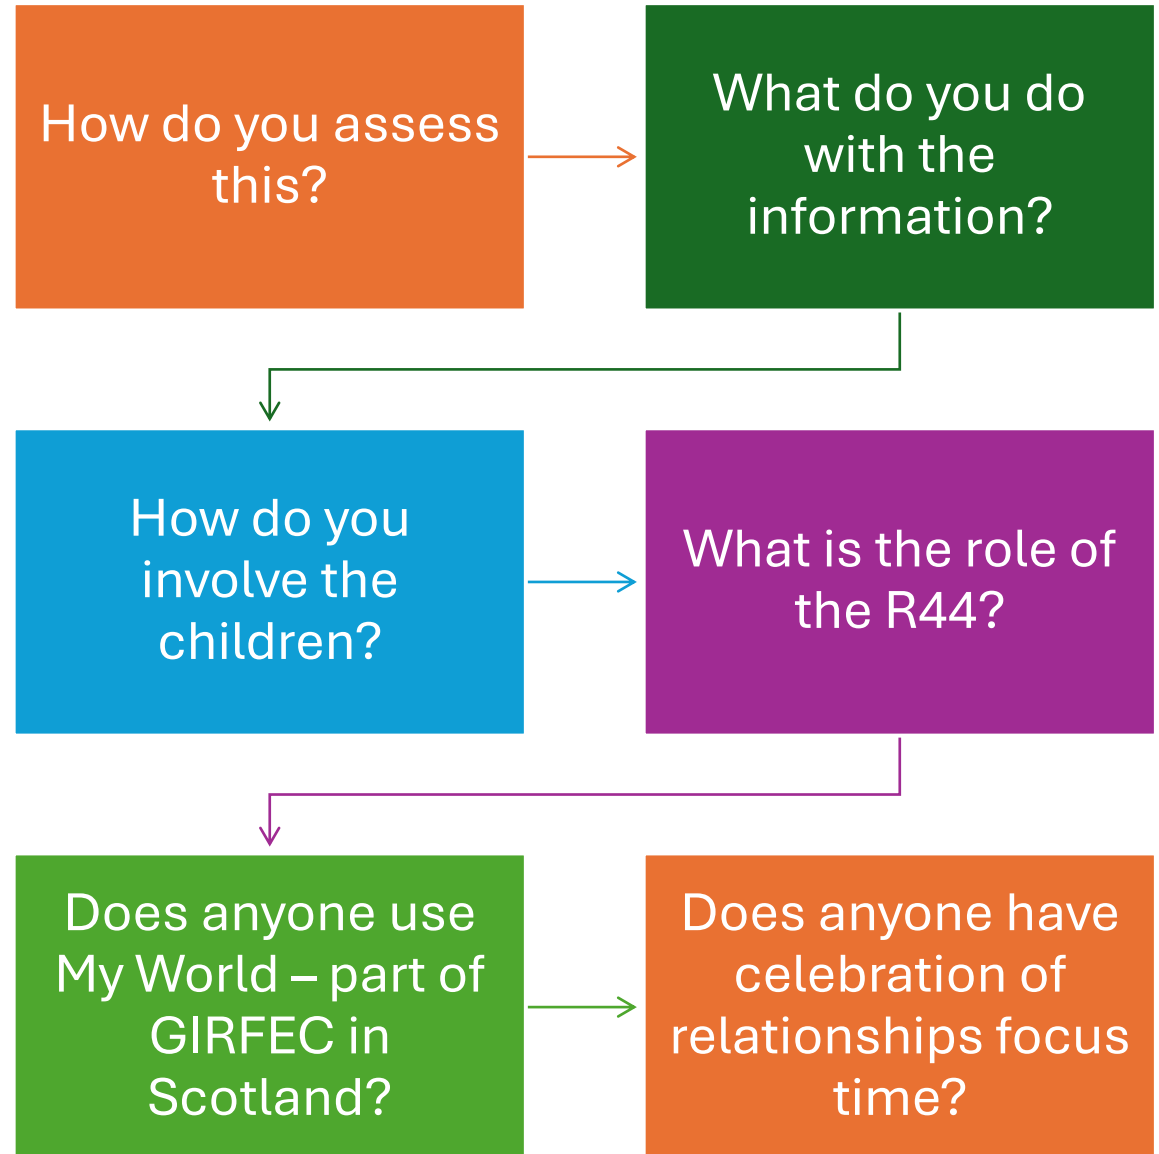 How do you assess
this?
What do you do
with the
information?
How do you
involve the
children?
What is the role of
the R44?
Does anyone use
My World – part of
GIRFEC in
Scotland?
Does anyone have
celebration of
relationships focus
time?